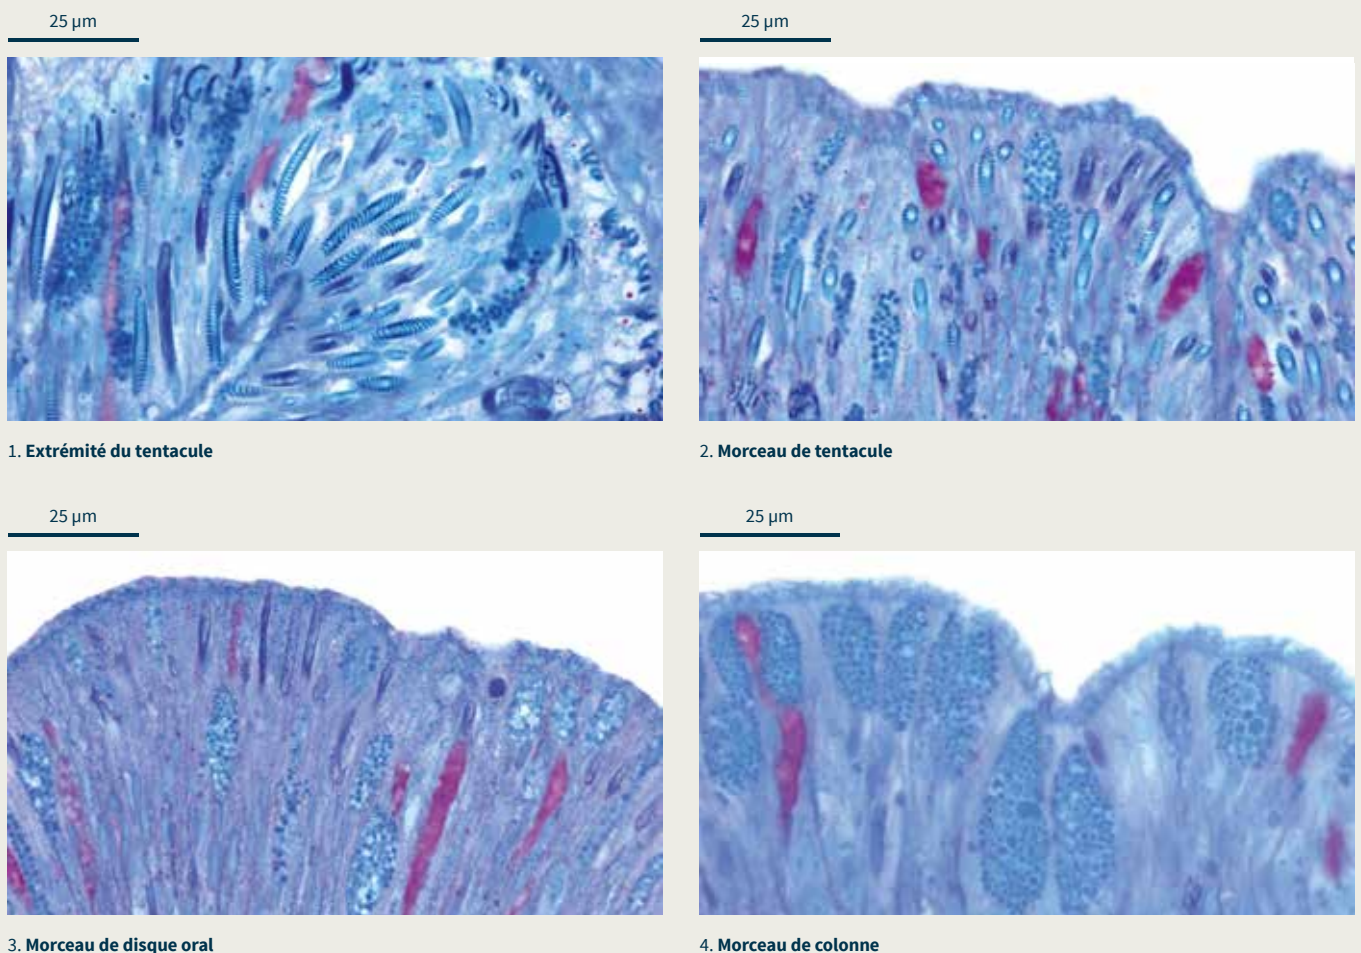 25 µm
25 µm
1. Extrémité du tentacule
2. Morceau de tentacule
25 µm
25 µm
3. Morceau de disque oral
4. Morceau de colonne